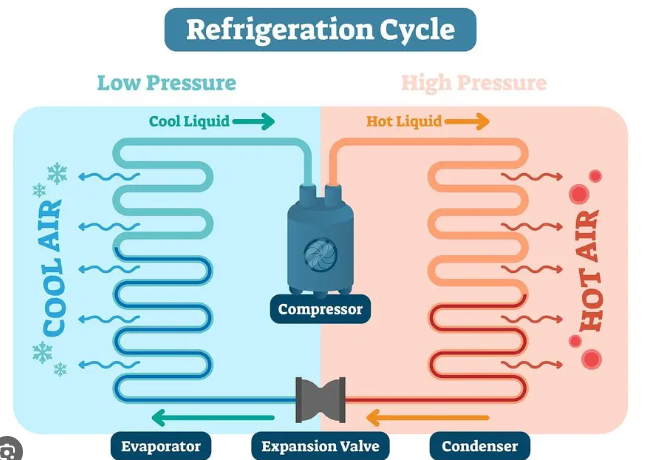 Refrigeration Cycle
Low Pressure
High Pressure
Cool Liquid
Hot Liquid
COOL AIR
HOT AIR
Compressor
Evaporator
Expansion Valve
Condenser